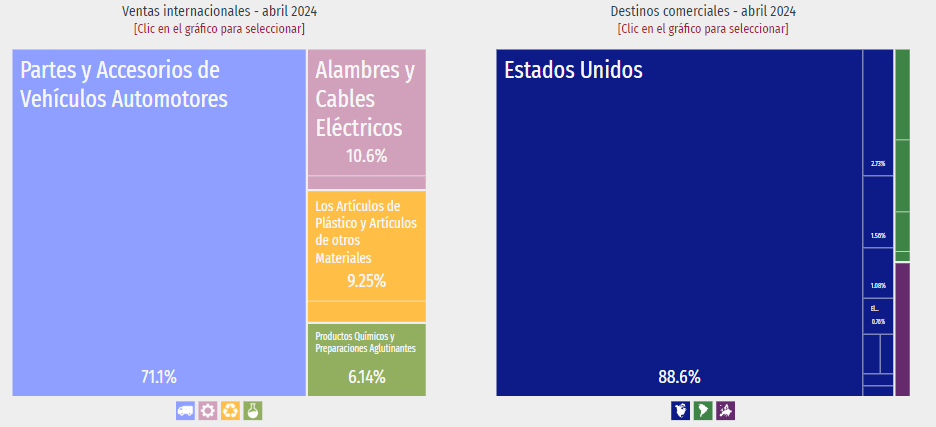 Ventas internacionales - abril 2024
[Clic en el gráfico para seleccionar]
Partes y Accesorios de
Vehículos Automotores
71.1%
Alambres y
Cables
Eléctricos
10.6%
Los Artículos de
Plástico y Artículos
de otros
Materiales
9.25%
Productos Químicos y
Preparaciones Aglutinantes
6.14%
Destinos comerciales - abril 2024
[Clic en el gráfico para seleccionar]
Estados Unidos
88.6%
2.73%
1.56%
1.08%
El...
0.76%